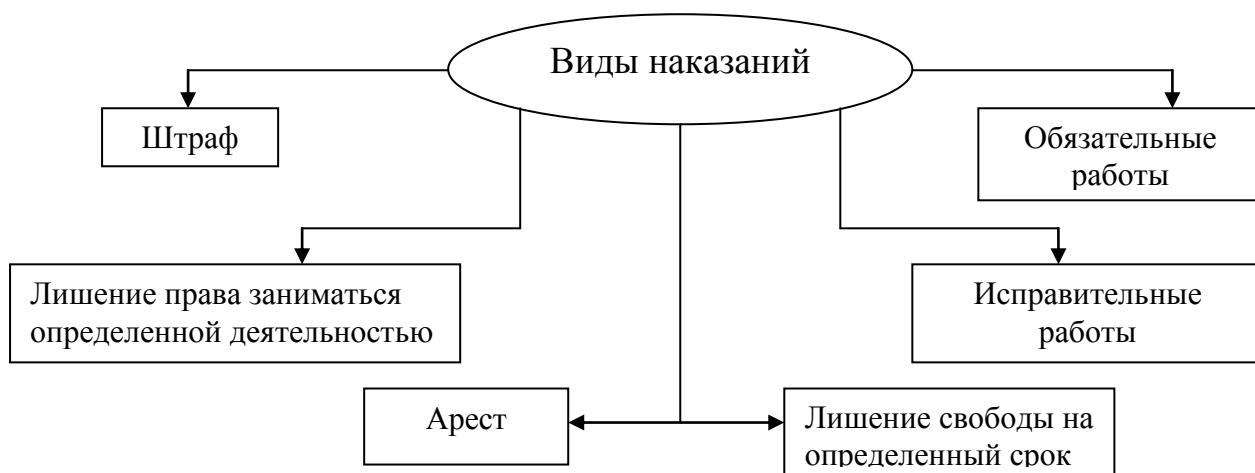 Виды наказаний
Штраф
Обязательные
работы
Лишение права заниматься
определенной деятельностью
Исправительные
работы
Арест
Лишение свободы на
определенный срок